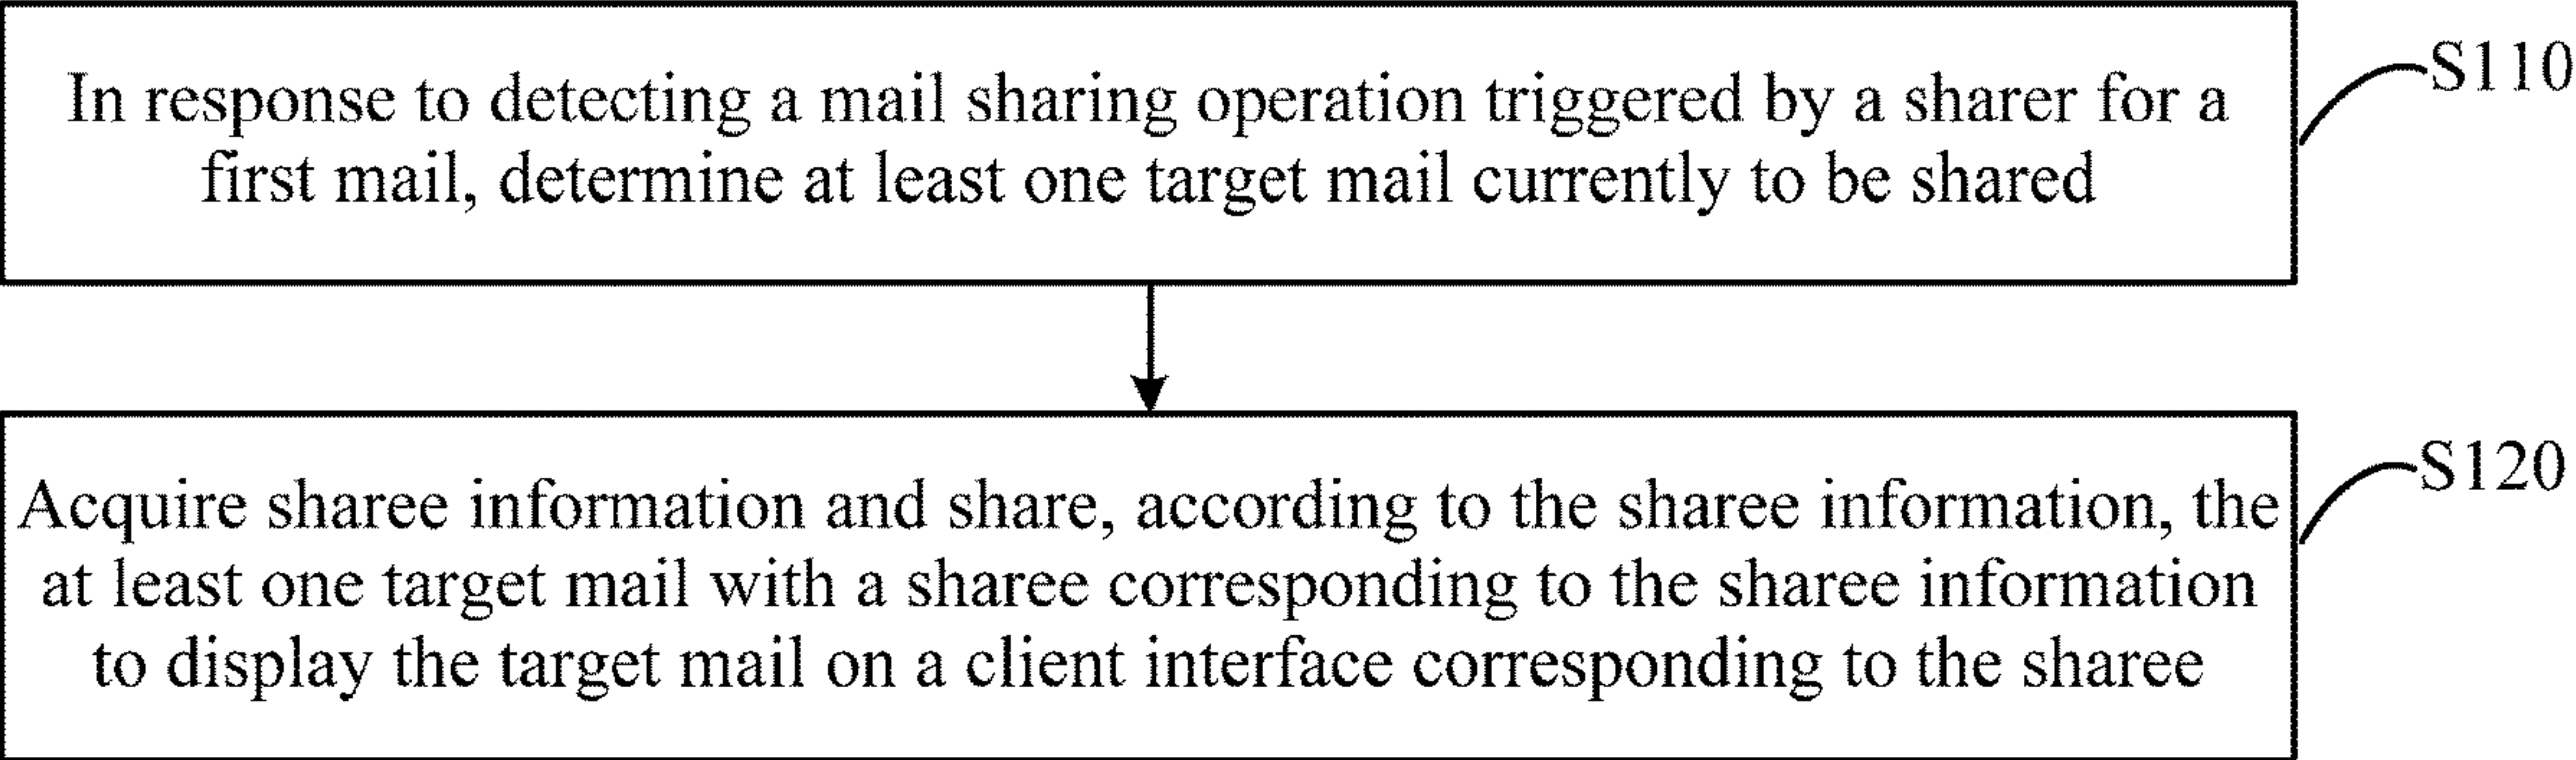 In response to detecting a mail sharing operation triggered by a sharer for a
first mail, determine at least one target mail currently to be shared
S110
Acquire sharee information and share, according to the sharee information, the
at least one target mail with a sharee corresponding to the sharee information
to display the target mail on a client interface corresponding to the sharee
S120